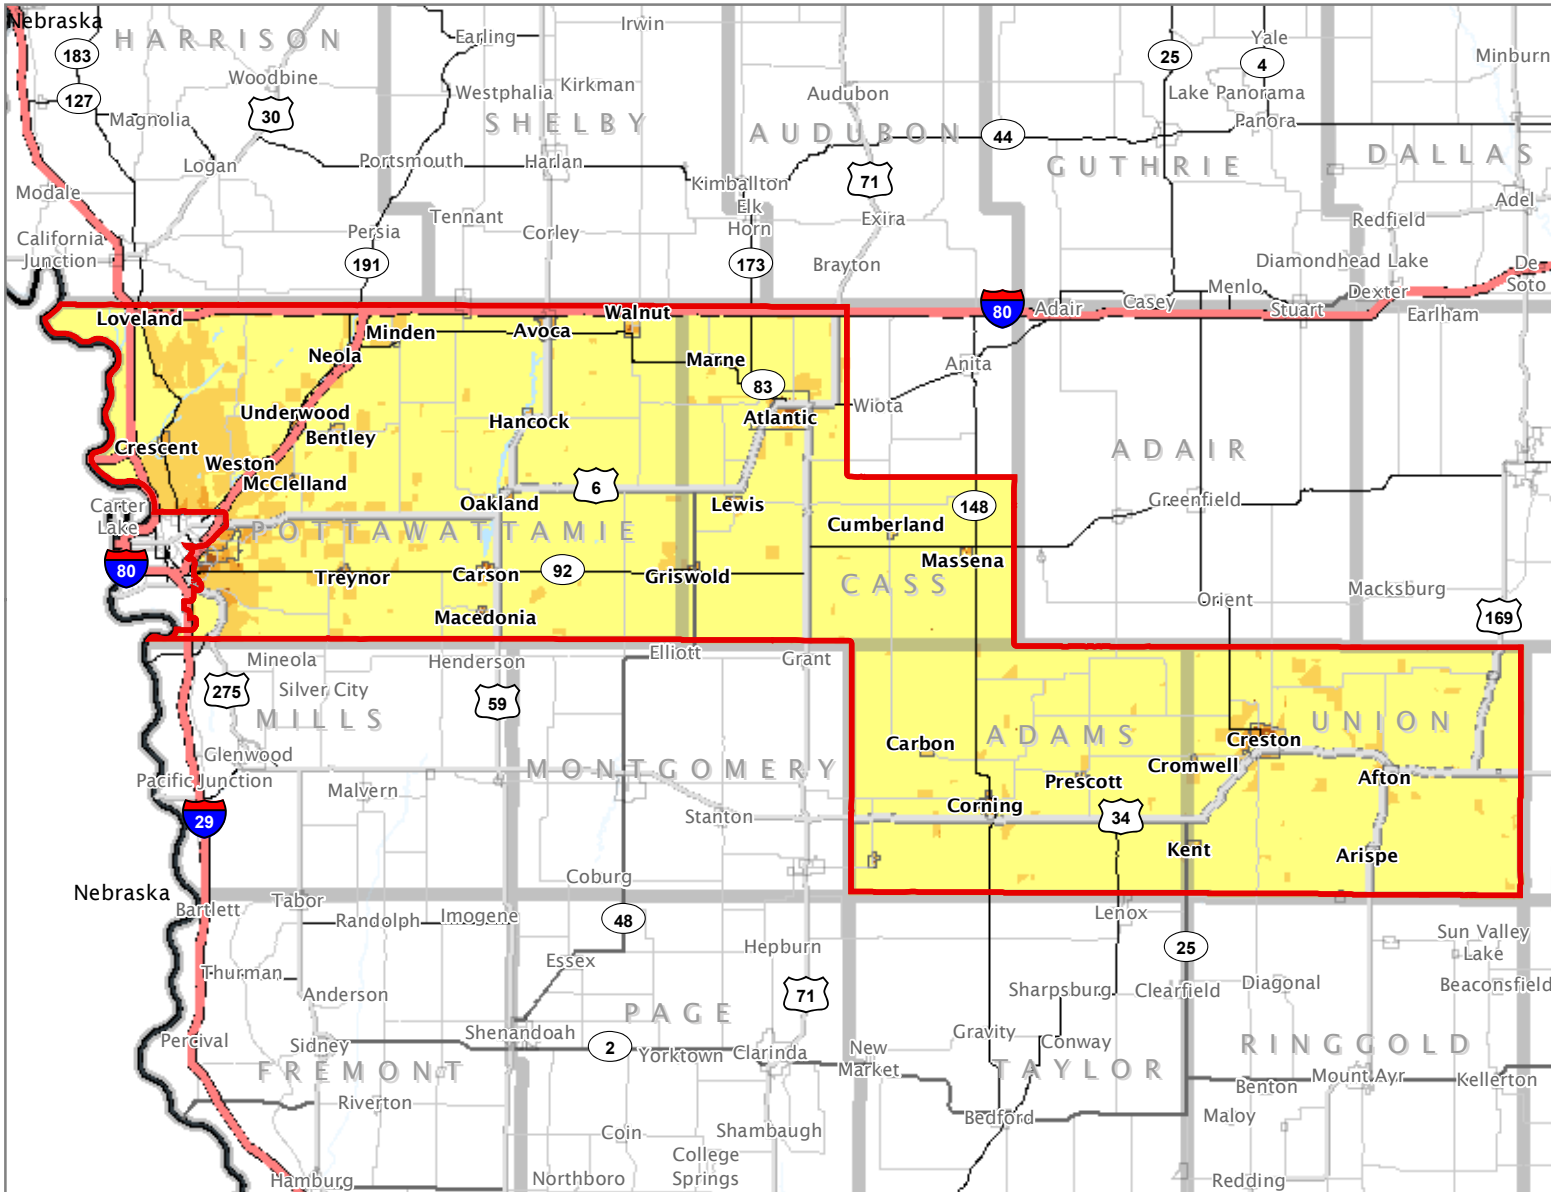 Nebraska
HARRISON
183
Woodbine
127
30
Magnolia
Logan
Modale
California
Junction
Earling
Irwin
Westphalia
Kirkman
SHELBY
Portsmouth
Harlan
Tennant
Persia
Corley
191
Audubon
AUDUBON
44
71
Kimballton
Elk
Horn
Exira
173
Brayton
25
Yale
4
Lake Panorama
Panora
GUTHRIE
Minburn
DALLAS
Adel
Redfield
Diamondhead Lake
De
Soto
Menlo
Dexter
Casey
Adair
80
Stuart
Earlham
Loveland
Minden
Neola
Avoca
Walnut
Marne
83
Anita
Wiota
Atlantic
Underwood
Bentley
Hancock
Crescent
Weston
McClelland
Oakland
6
Lewis
Carter
Lake
80
POTTAWATTAMIE
Treynor
Carson
92
Griswold
Macedonia
Cumberland
148
Massena
CASS
ADAIR
Greenfield
Orient
Macksburg
169
Mineola
275
Silver City
MILLS
Henderson
59
Elliott
Grant
Glenwood
Pacific Junction
Malvern
29
MONTGOMERY
Stanton
Carbon
ADAMS
Prescott
Corning
34
UNION
Creston
Cromwell
Afton
Kent
Arispe
Nebraska
Bartlett
Tabor
Randolph
Imogene
Coburg
48
Essex
Hepburn
71
Thurman
Anderson
PAGE
Percival
Sidney
Shenandoah
2
Yorktown
Clarinda
FREMONT
Riverton
Coin
Shambaugh
College
Springs
Northboro
Hamburg
Lenox
25
Sharpsburg
Clearfield
Diagonal
Sun Valley
Lake
Beaconsfield
Gravity
Conway
New
Market
TAYLOR
Bedford
RINGGOLD
Benton
Mount Ayr
Kellerton
Maloy
Redding